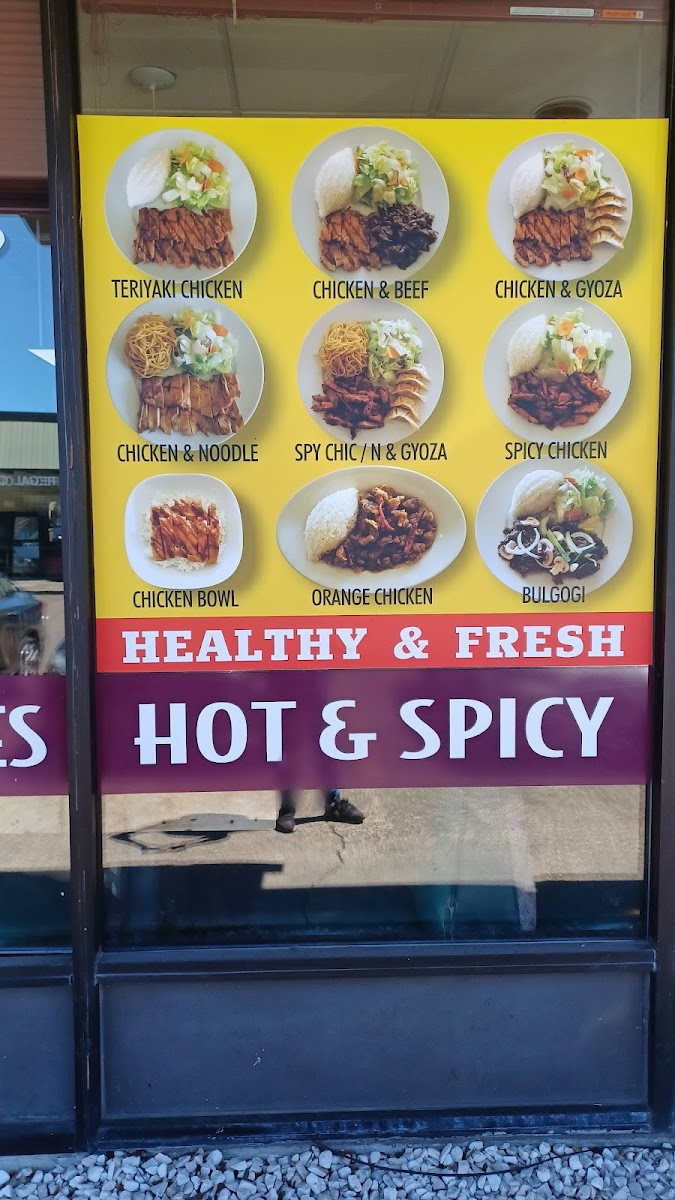 TERIYAKI CHICKEN
CHICKEN & BEEF
CHICKEN & GYOZA
CHICKEN & NOODLE
SPY CHIC / N & GYOZA
SPICY CHICKEN
CHICKEN BOWL
ORANGE CHICKEN
BULGOGI
HEALTHY & FRESH
ES
HOT & SPICY